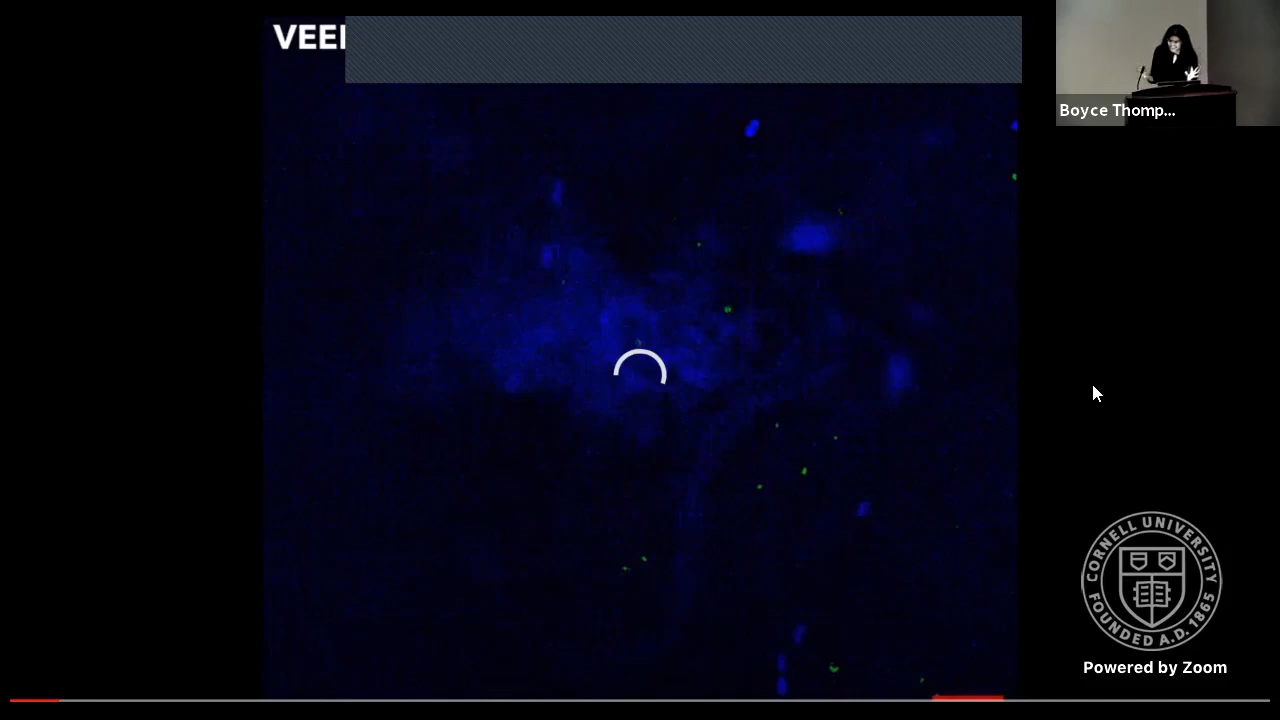 VEE
Boyce Thomp...
CORNELL UNIVERSITY
FOUNDED A.D. 1865
Powered by Zoom